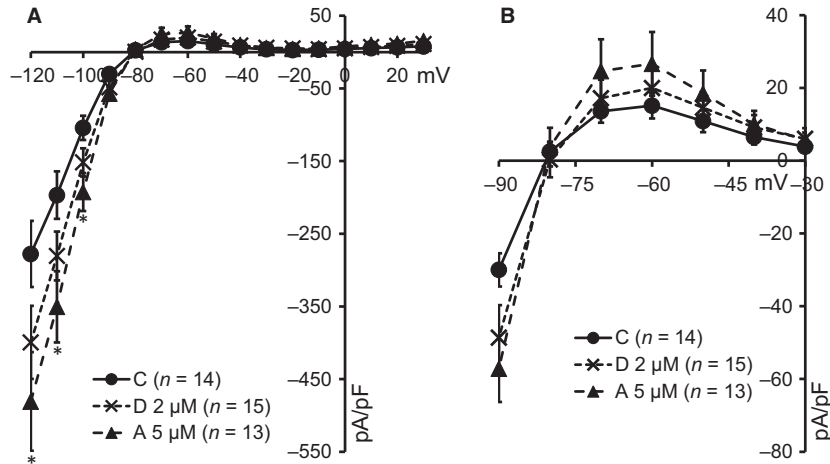 A
50
−120 −100 −80 −60 −40 −20 0 20 mV
−50
−150
*
−250
−350
*
−450
*
−550
pA/pF
C (n = 14)
D 2 µM (n = 15)
A 5 µM (n = 13)
B
40
20
0
−90 −75 −60 −45 mV −30
−20
−40
−60
−80
pA/pF
C (n = 14)
D 2 µM (n = 15)
A 5 µM (n = 13)